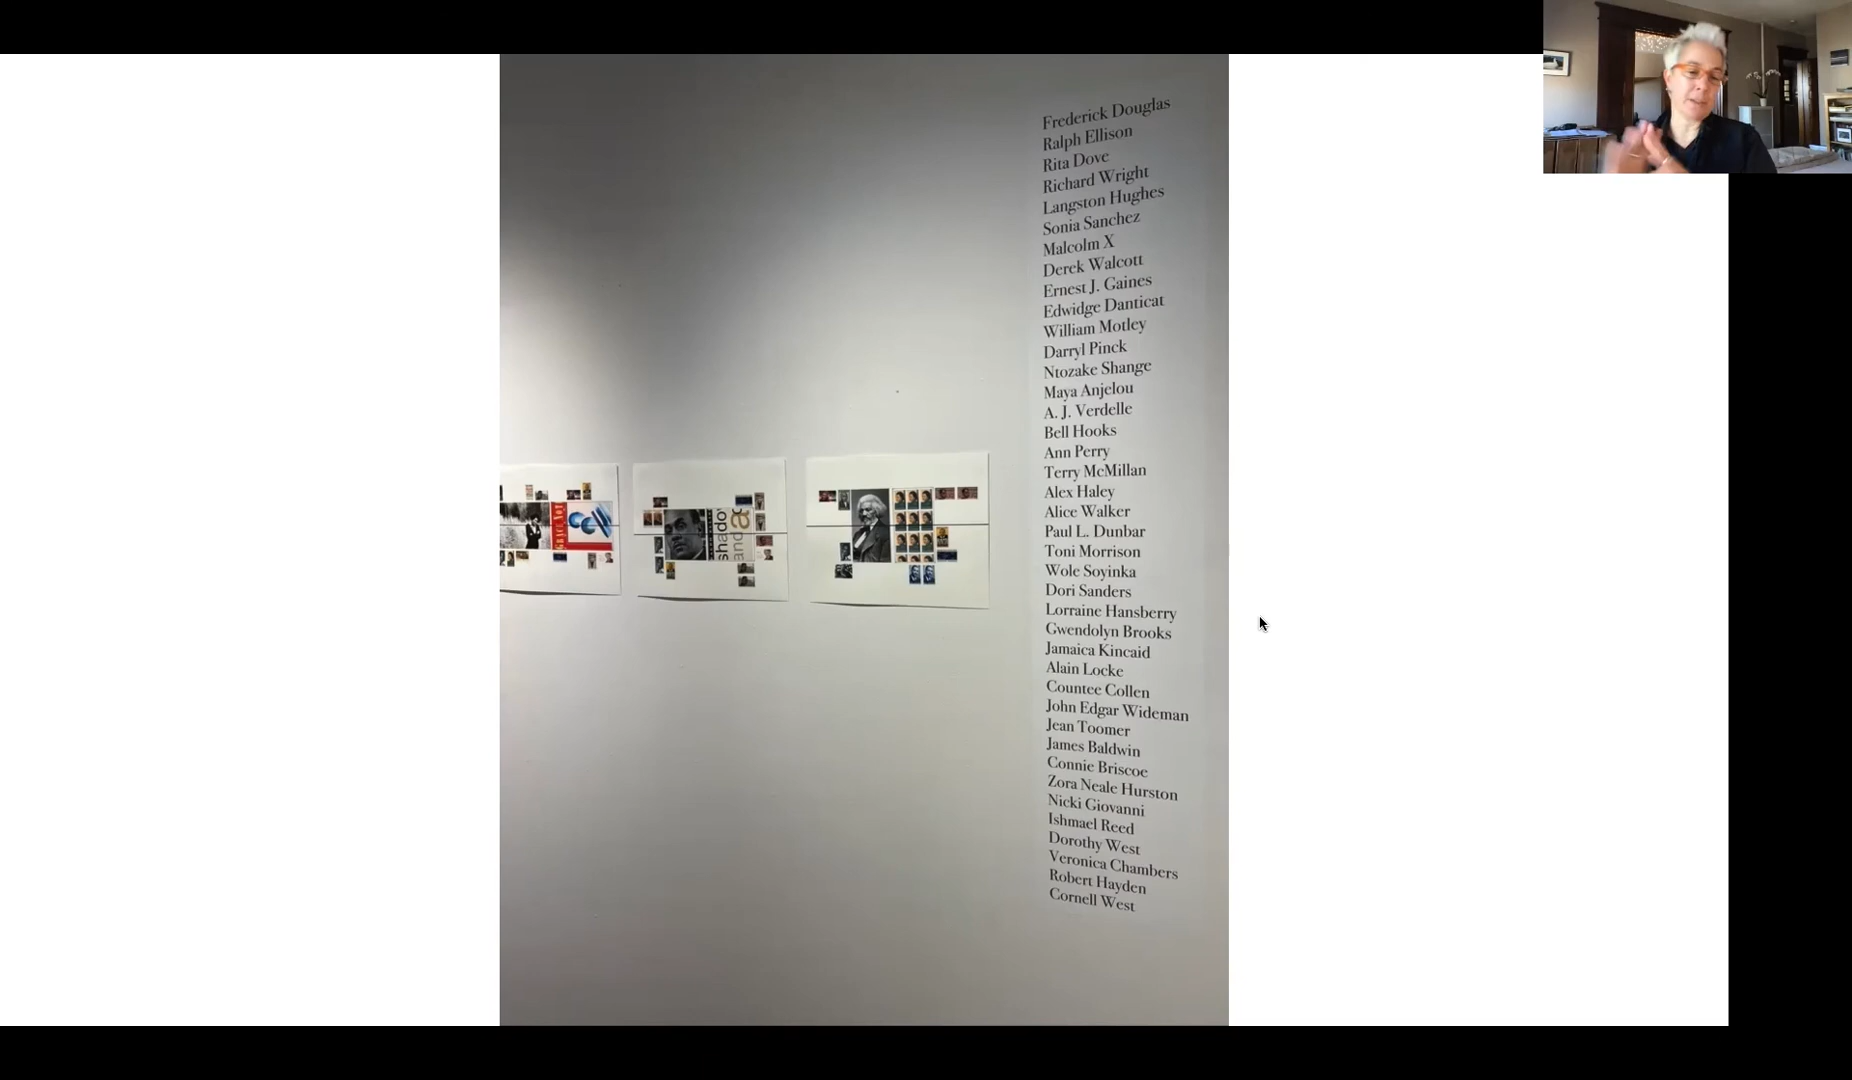 Frederick Douglas
Ralph Ellison
Rita Dove
Richard Wright
Langston Hughes
Sonia Sanchez
Malcolm X
Derek Walcott
Ernest J. Gaines
Edwidge Danticat
William Motley
Darryl Pinck
Ntozake Shange
Maya Anjelou
A. J. Verdelle
Bell Hooks
Ann Perry
Terry McMillan
Alex Haley
Alice Walker
Paul L. Dunbar
Toni Morrison
Wole Soyinka
Dori Sanders
Lorraine Hansberry
Gwendolyn Brooks
Jamaica Kincaid
Alain Locke
Countee Collen
John Edgar Wideman
Jean Toomer
James Baldwin
Connie Briscoe
Zora Neale Hurston
Nicki Giovanni
Ishmael Reed
Dorothy West
Veronica Chambers
Robert Hayden
Cornell West
shado
and a